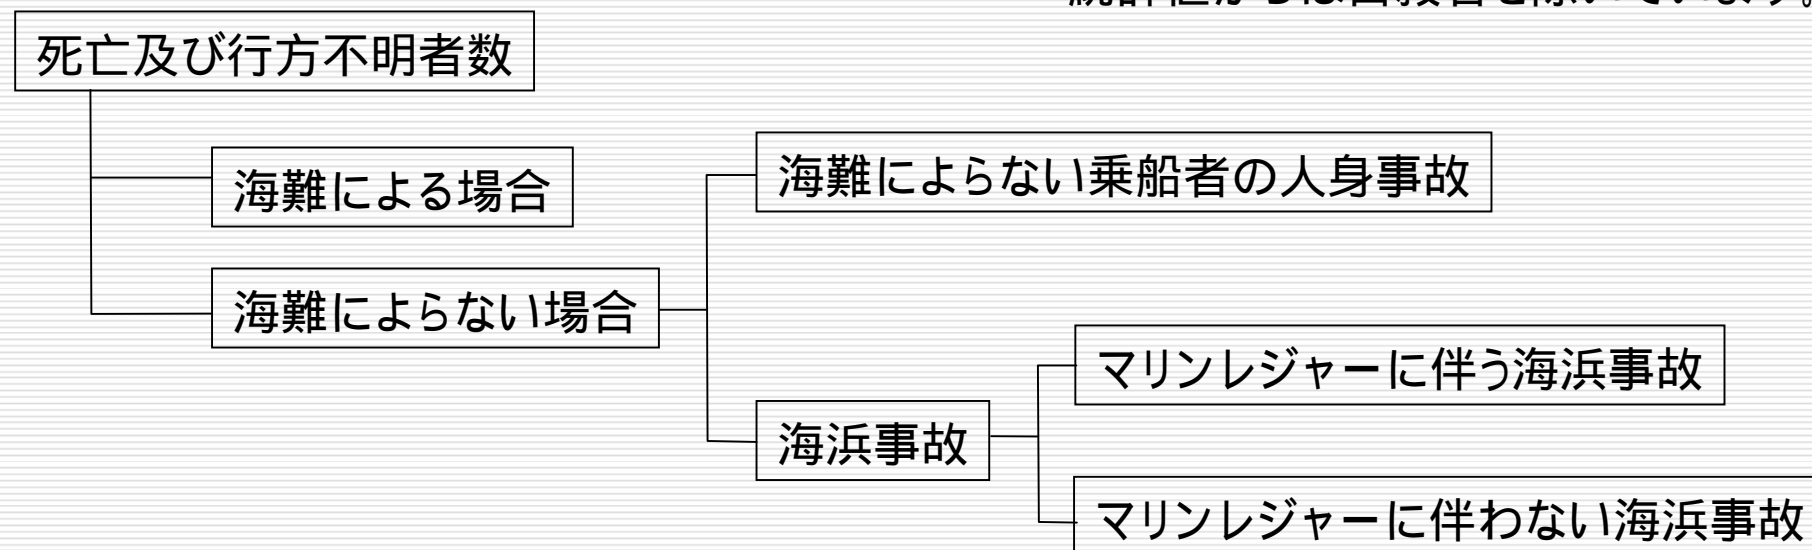 死亡及び行方不明者数
海難による場合
海難によらない乗船者の人身事故
海難によらない場合
マリンレジャーに伴う海浜事故
海浜事故
マリンレジャーに伴わない海浜事故